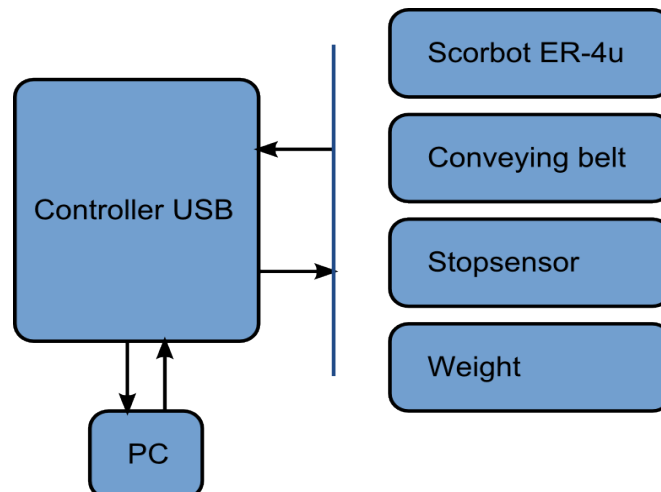 Scorbot ER-4u
Conveying belt
Controller USB
Stopsensor
Weight
PC